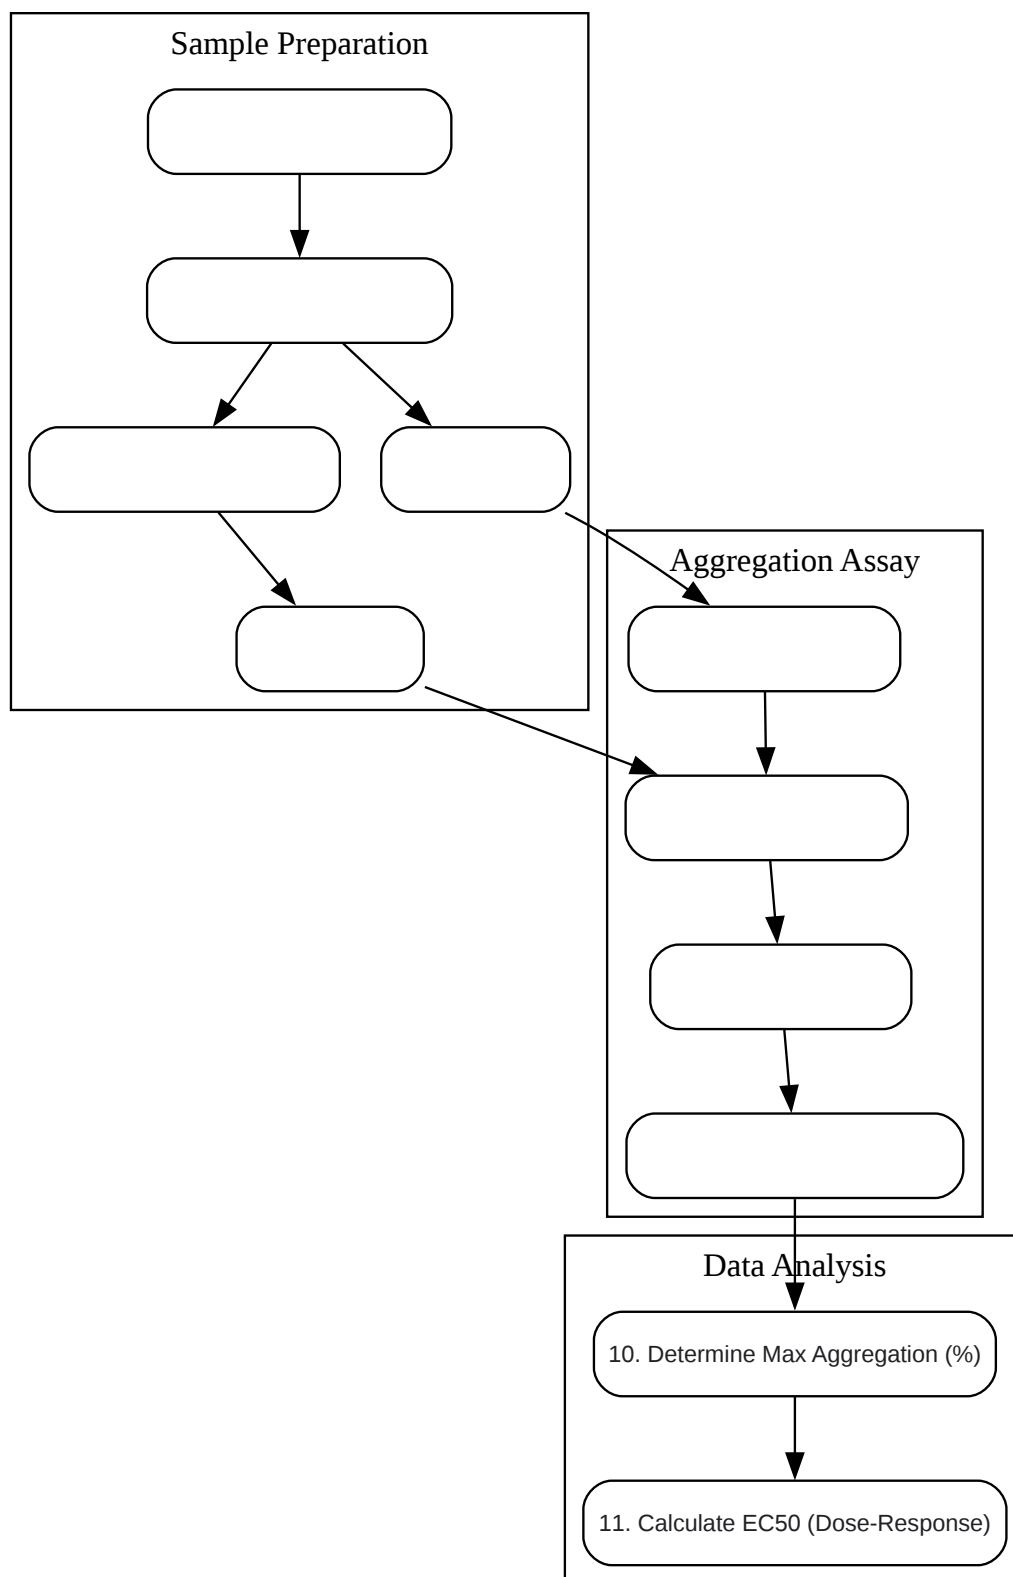 Sample Preparation
Aggregation Assay
Data Analysis
10. Determine Max Aggregation (%)
11. Calculate EC50 (Dose-Response)